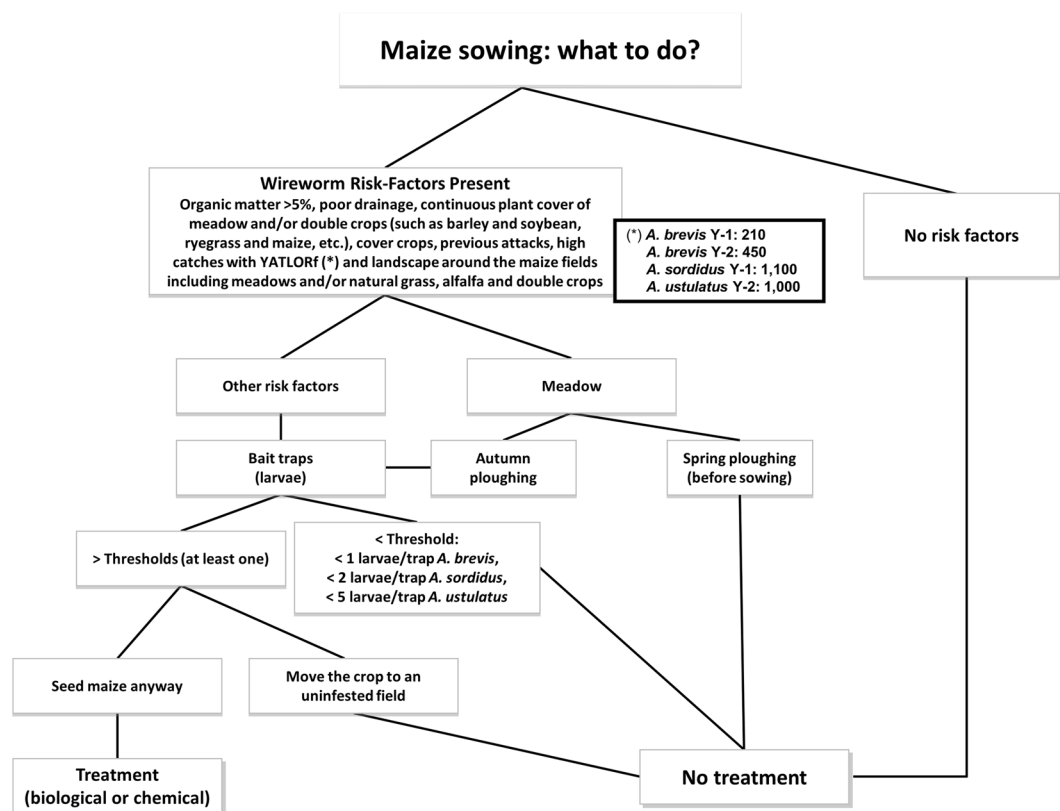 Maize sowing: what to do?
Wireworm Risk-Factors Present
Organic matter >5%, poor drainage, continuous plant cover of
meadow and/or double crops (such as barley and soybean,
ryegrass and maize, etc.), cover crops, previous attacks, high
catches with YATLORf (*) and landscape around the maize fields
including meadows and/or natural grass, alfalfa and double crops
(*) A. brevis Y-1: 210
A. brevis Y-2: 450
A. sordidus Y-1: 1,100
A. ustulatus Y-2: 1,000
No risk factors
Other risk factors
Meadow
Bait traps
(larvae)
Autumn
ploughing
Spring ploughing
(before sowing)
> Thresholds (at least one)
< Threshold:
< 1 larvae/trap A. brevis,
< 2 larvae/trap A. sordidus,
< 5 larvae/trap A. ustulatus
Seed maize anyway
Move the crop to an
uninfested field
Treatment
(biological or chemical)
No treatment